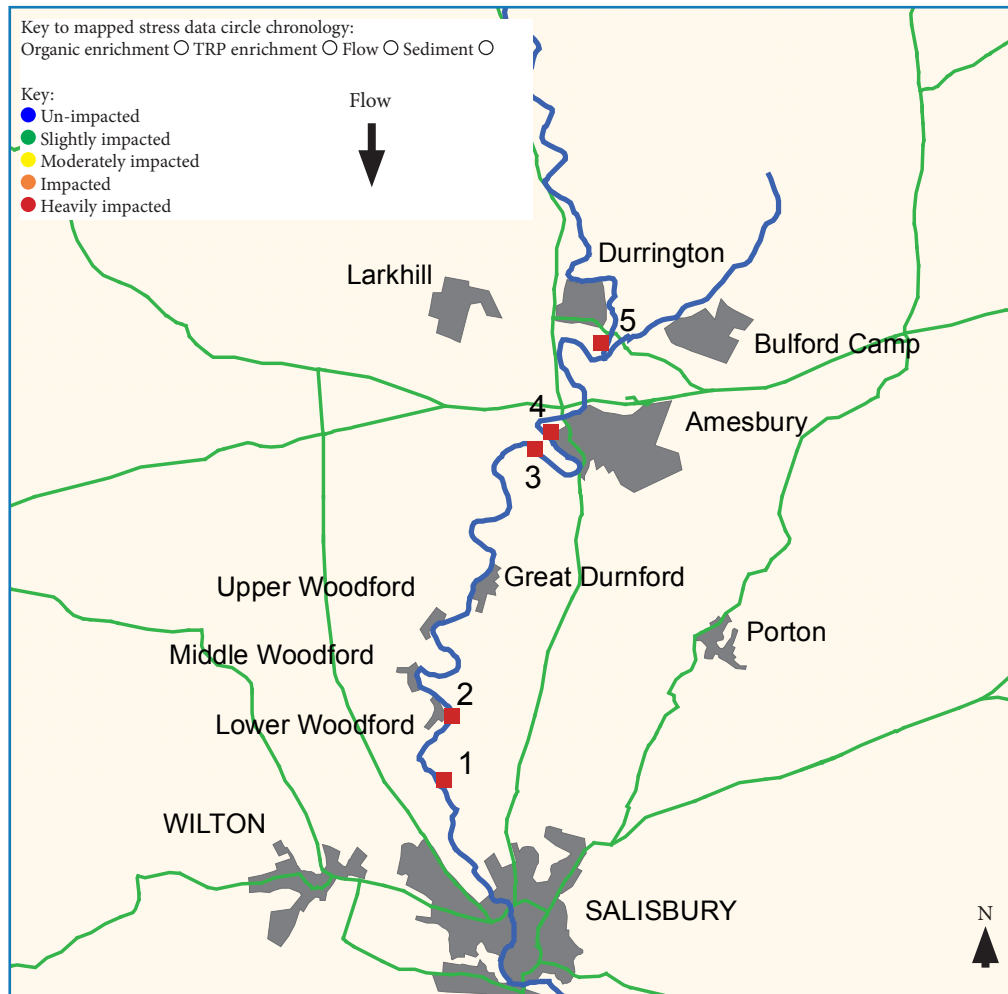 Key to mapped stress data circle chronology:
Organic enrichment TRP enrichment Flow Sediment
Key:
Un-impacted
Slightly impacted
Moderately impacted
Impacted
Heavily impacted
Flow
Durrington
Larkhill
5
Bulford Camp
4
Amesbury
3
Great Durnford
Upper Woodford
Porton
Middle Woodford
2
Lower Woodford
1
WILTON
SALISBURY
N